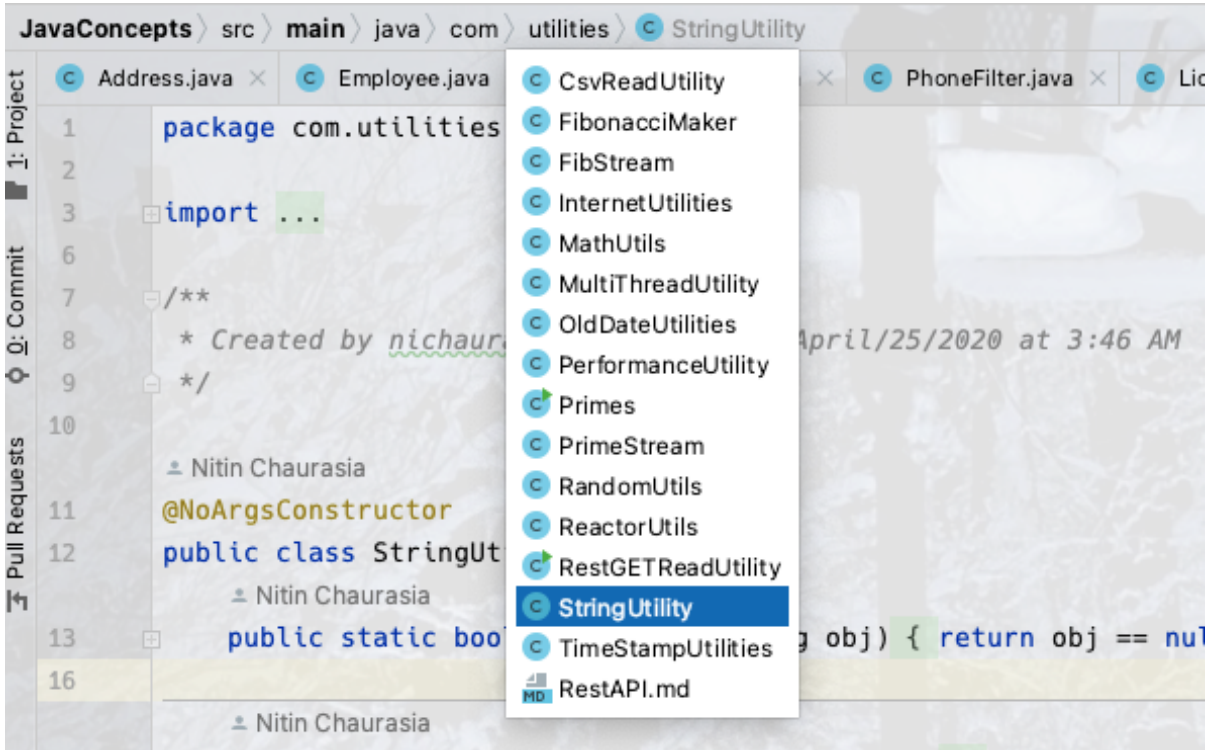 JavaConcepts src main java com utilities C StringUtility
C Address.java × C Employee.java × C PhoneFilter.java × C
1: Project
0: Commit
Pull Requests
1 package com.utilities
2
3 import ...
6
7 /**
8 * Created by April/25/2020 at 3:46 AM
9 */
10
Nitin Chaurasia
11 @NoArgsConstructor
12 public class
Nitin Chaurasia
13 public static obj) { return obj ==
16
Nitin Chaurasia
C CsvReadUtility
C FibonacciMaker
C FibStream
C InternetUtilities
C MathUtils
C MultiThreadUtility
C OldDateUtilities
C PerformanceUtility
C Primes
C PrimeStream
C RandomUtils
C ReactorUtils
C RestGETReadUtility
C StringUtility
C TimeStampUtilities
MD RestAPI.md